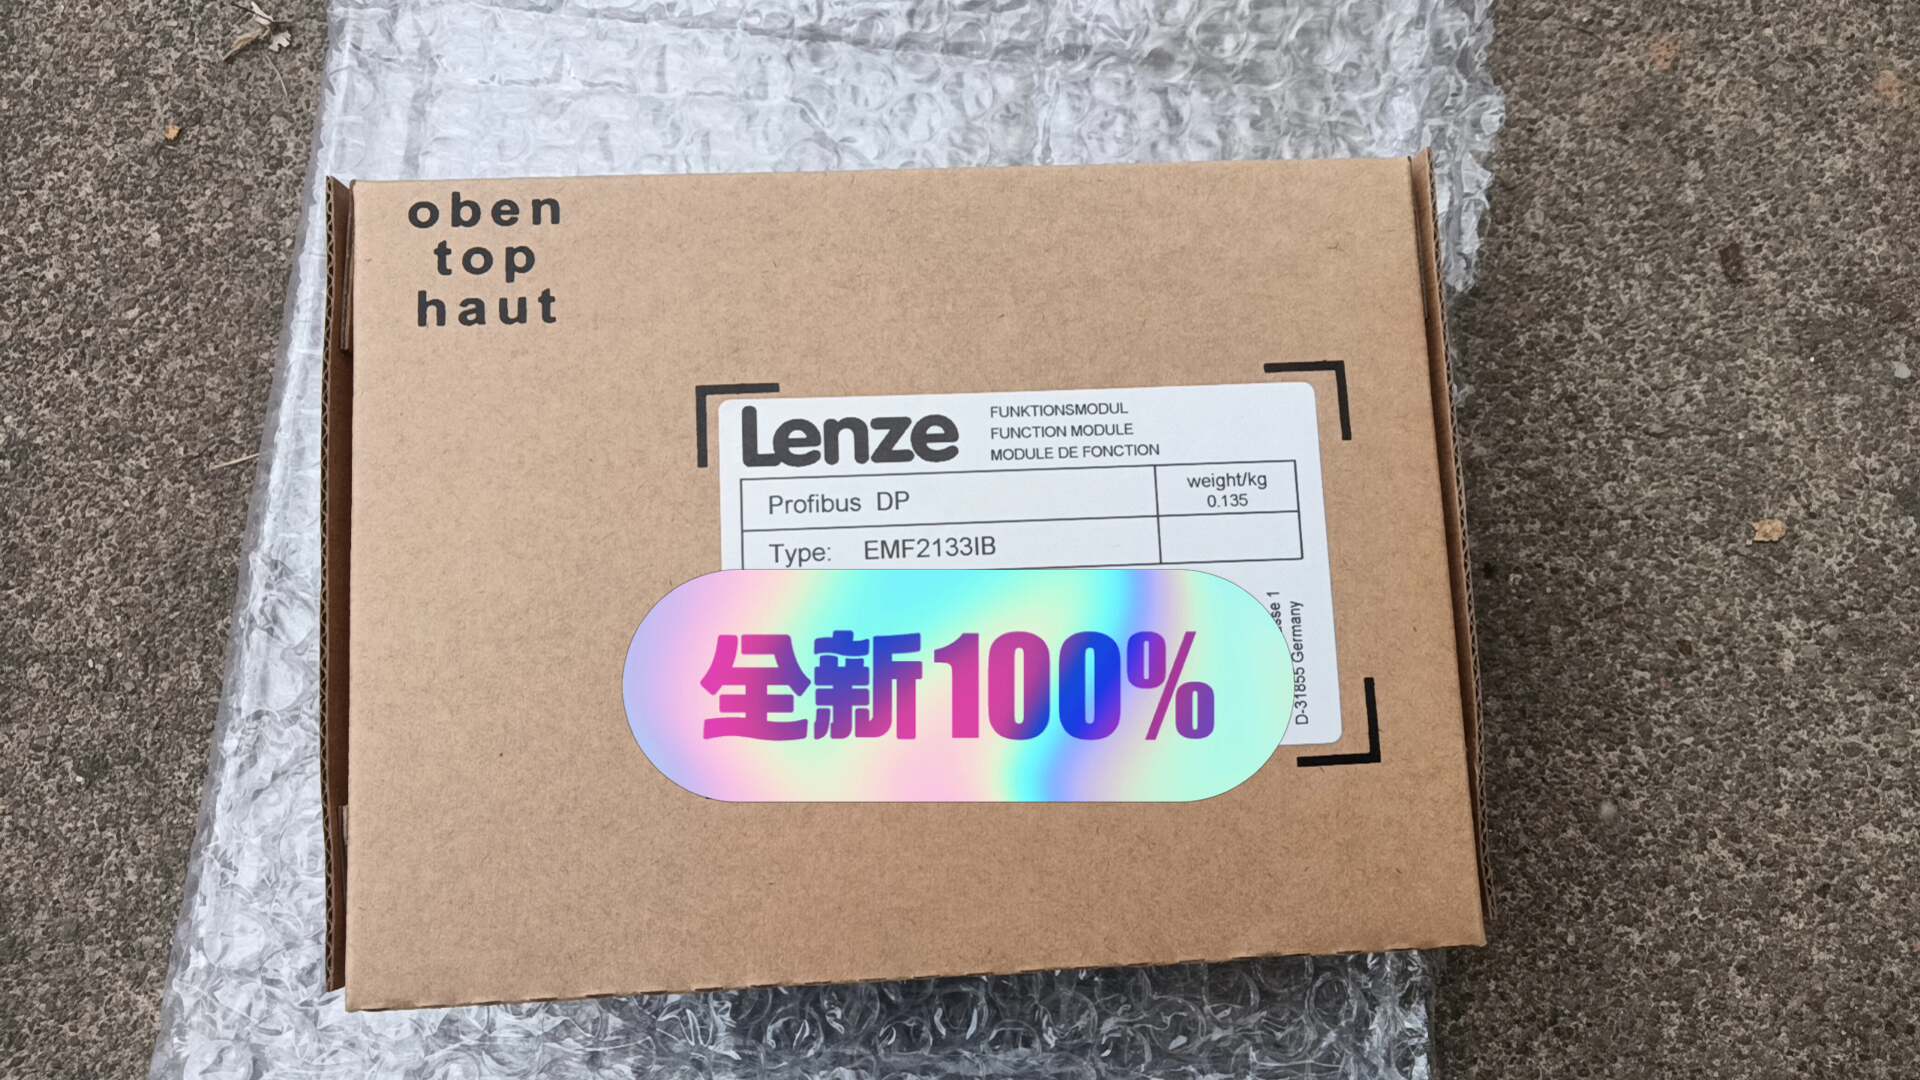 oben
top
haut
Lenze
FUNKTIONSMODUL
FUNCTION MODULE
MODULE DE FONCTION
Profibus DP
weight/kg
0.135
Type: EMF2133IB
全新100%
1
D-31855 Germany